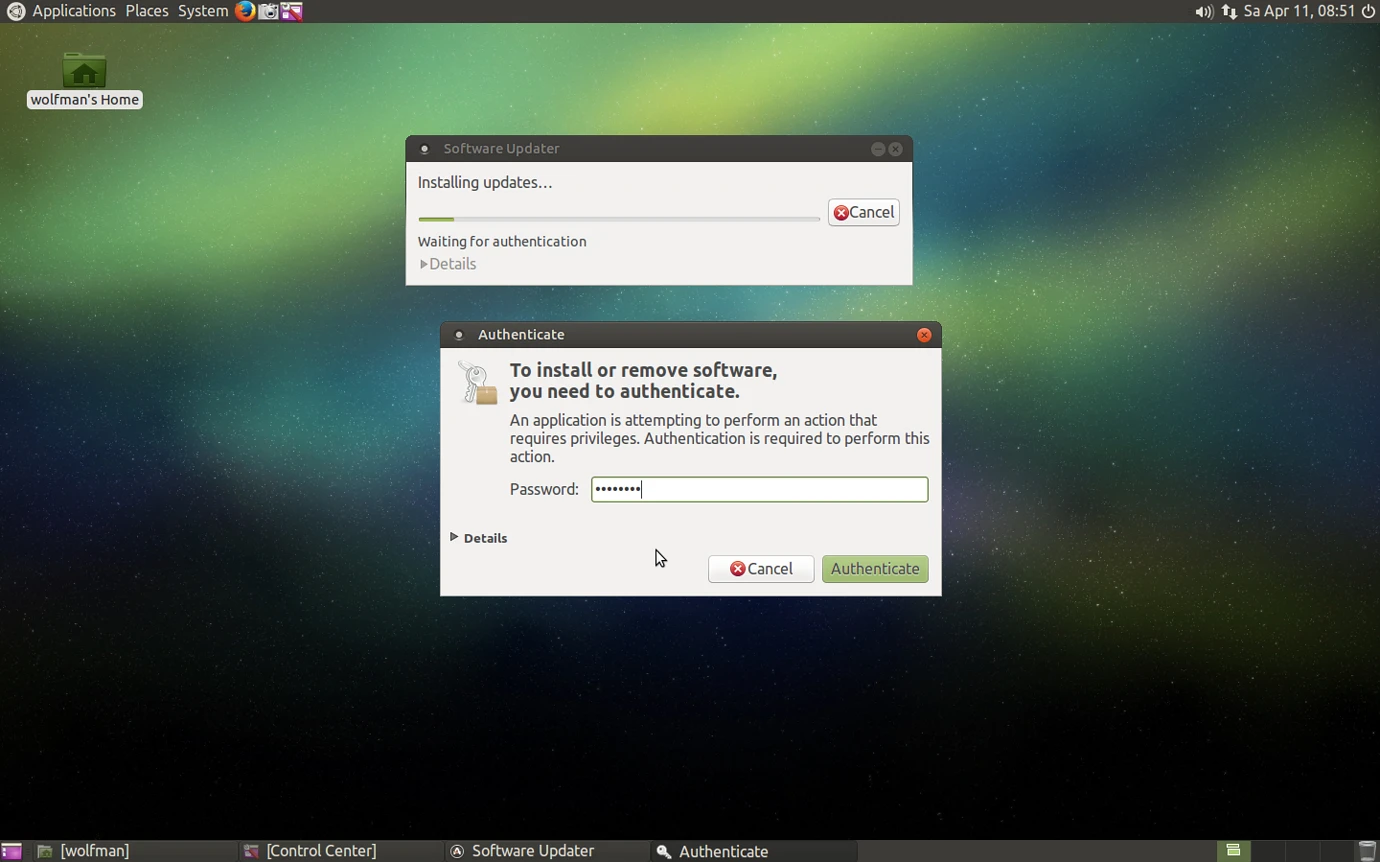 Applications Places System Sa Apr 11, 08:51
wolfman's Home
Software Updater
Installing updates...
Cancel
Waiting for authentication
Details
Authenticate
To install or remove software,
you need to authenticate.
An application is attempting to perform an action that
requires privileges. Authentication is required to perform this
action.
Password: ••••••••
Details
Cancel Authenticate
[wolfman] [Control Center] Software Updater Authenticate